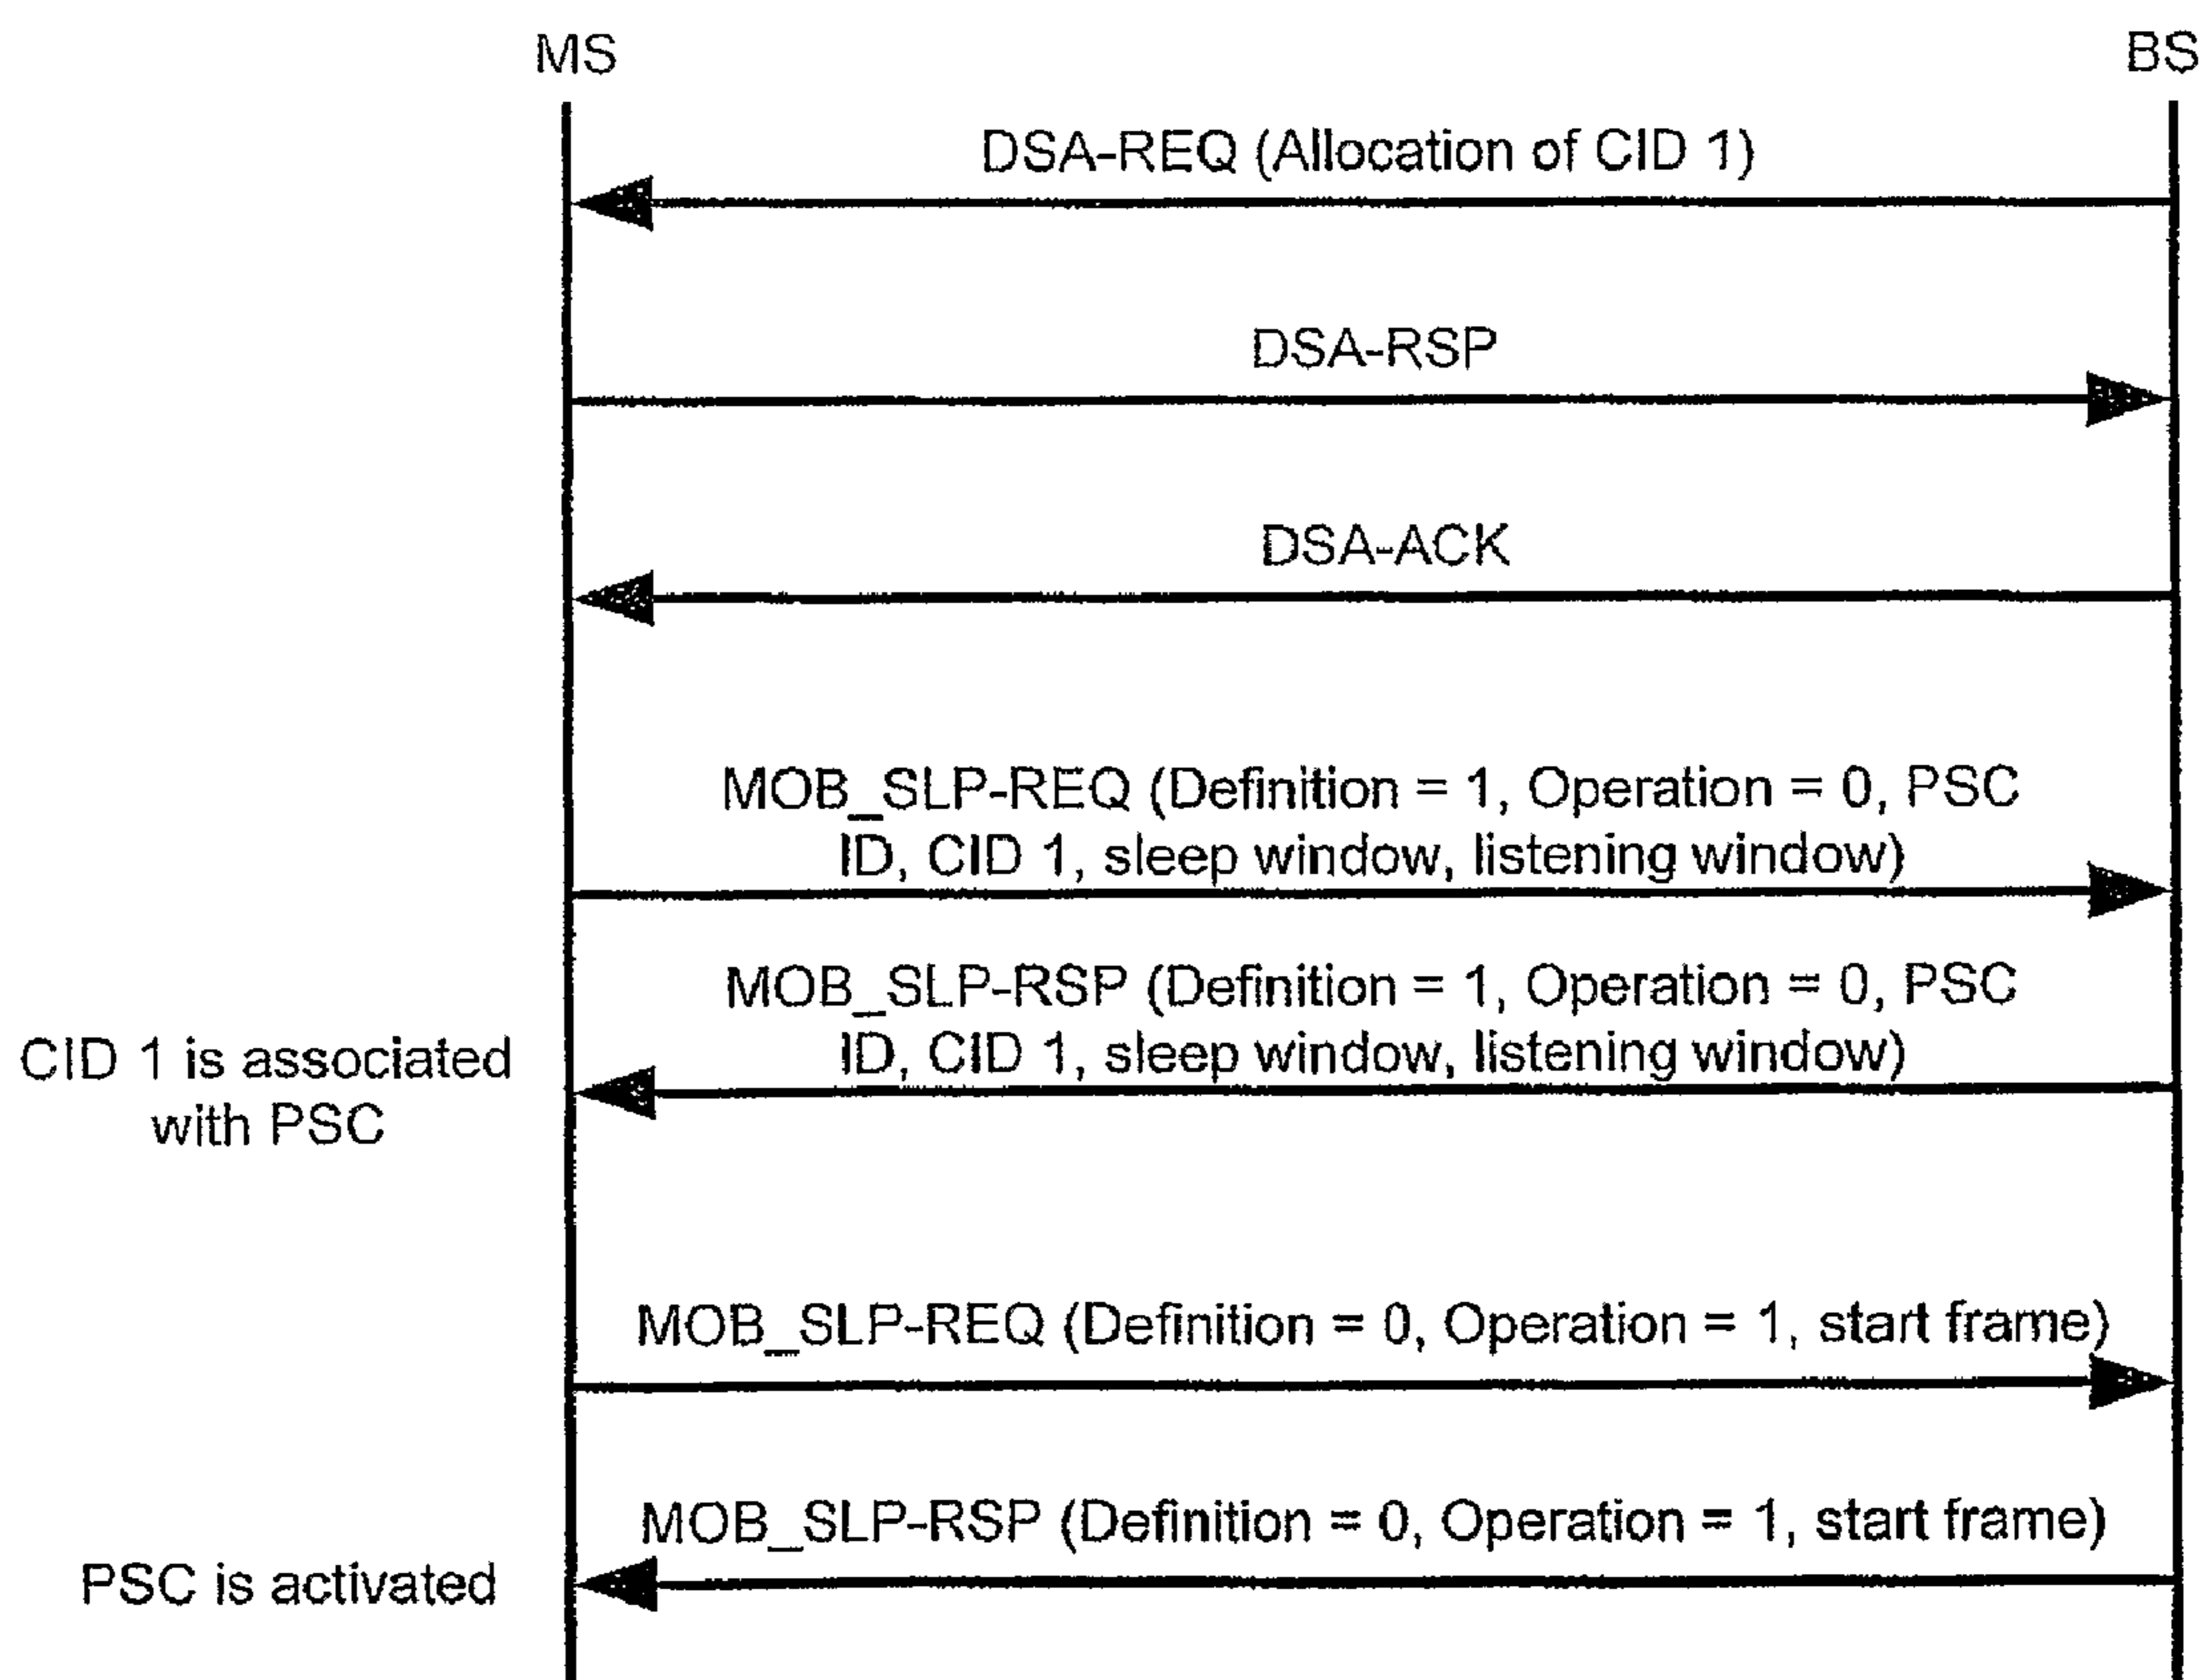 MS
BS
DSA-REQ (Allocation of CID 1)
DSA-RSP
DSA-ACK
MOB_SLP-REQ (Definition = 1, Operation = 0, PSC
ID, CID 1, sleep window, listening window)
MOB_SLP-RSP (Definition = 1, Operation = 0, PSC
ID, CID 1, sleep window, listening window)
CID 1 is associated
with PSC
MOB_SLP-REQ (Definition = 0, Operation = 1, start frame)
MOB_SLP-RSP (Definition = 0, Operation = 1, start frame)
PSC is activated